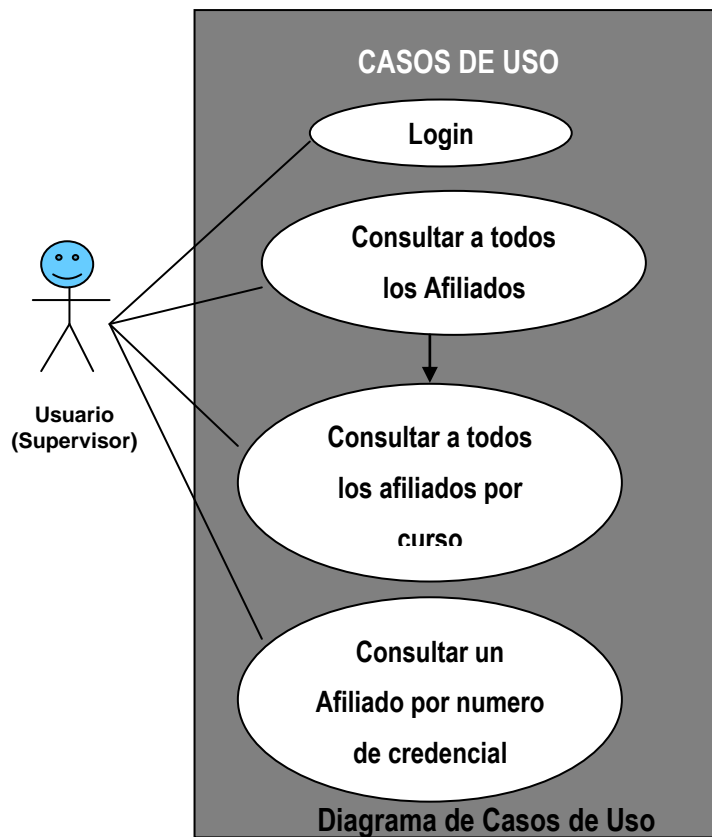 CASOS DE USO
Login
Consultar a todos
los Afiliados
Usuario
(Supervisor)
Consultar a todos
los afiliados por
curso
Consultar un
Afiliado por numero
de credencial
Diagrama de Casos de Uso